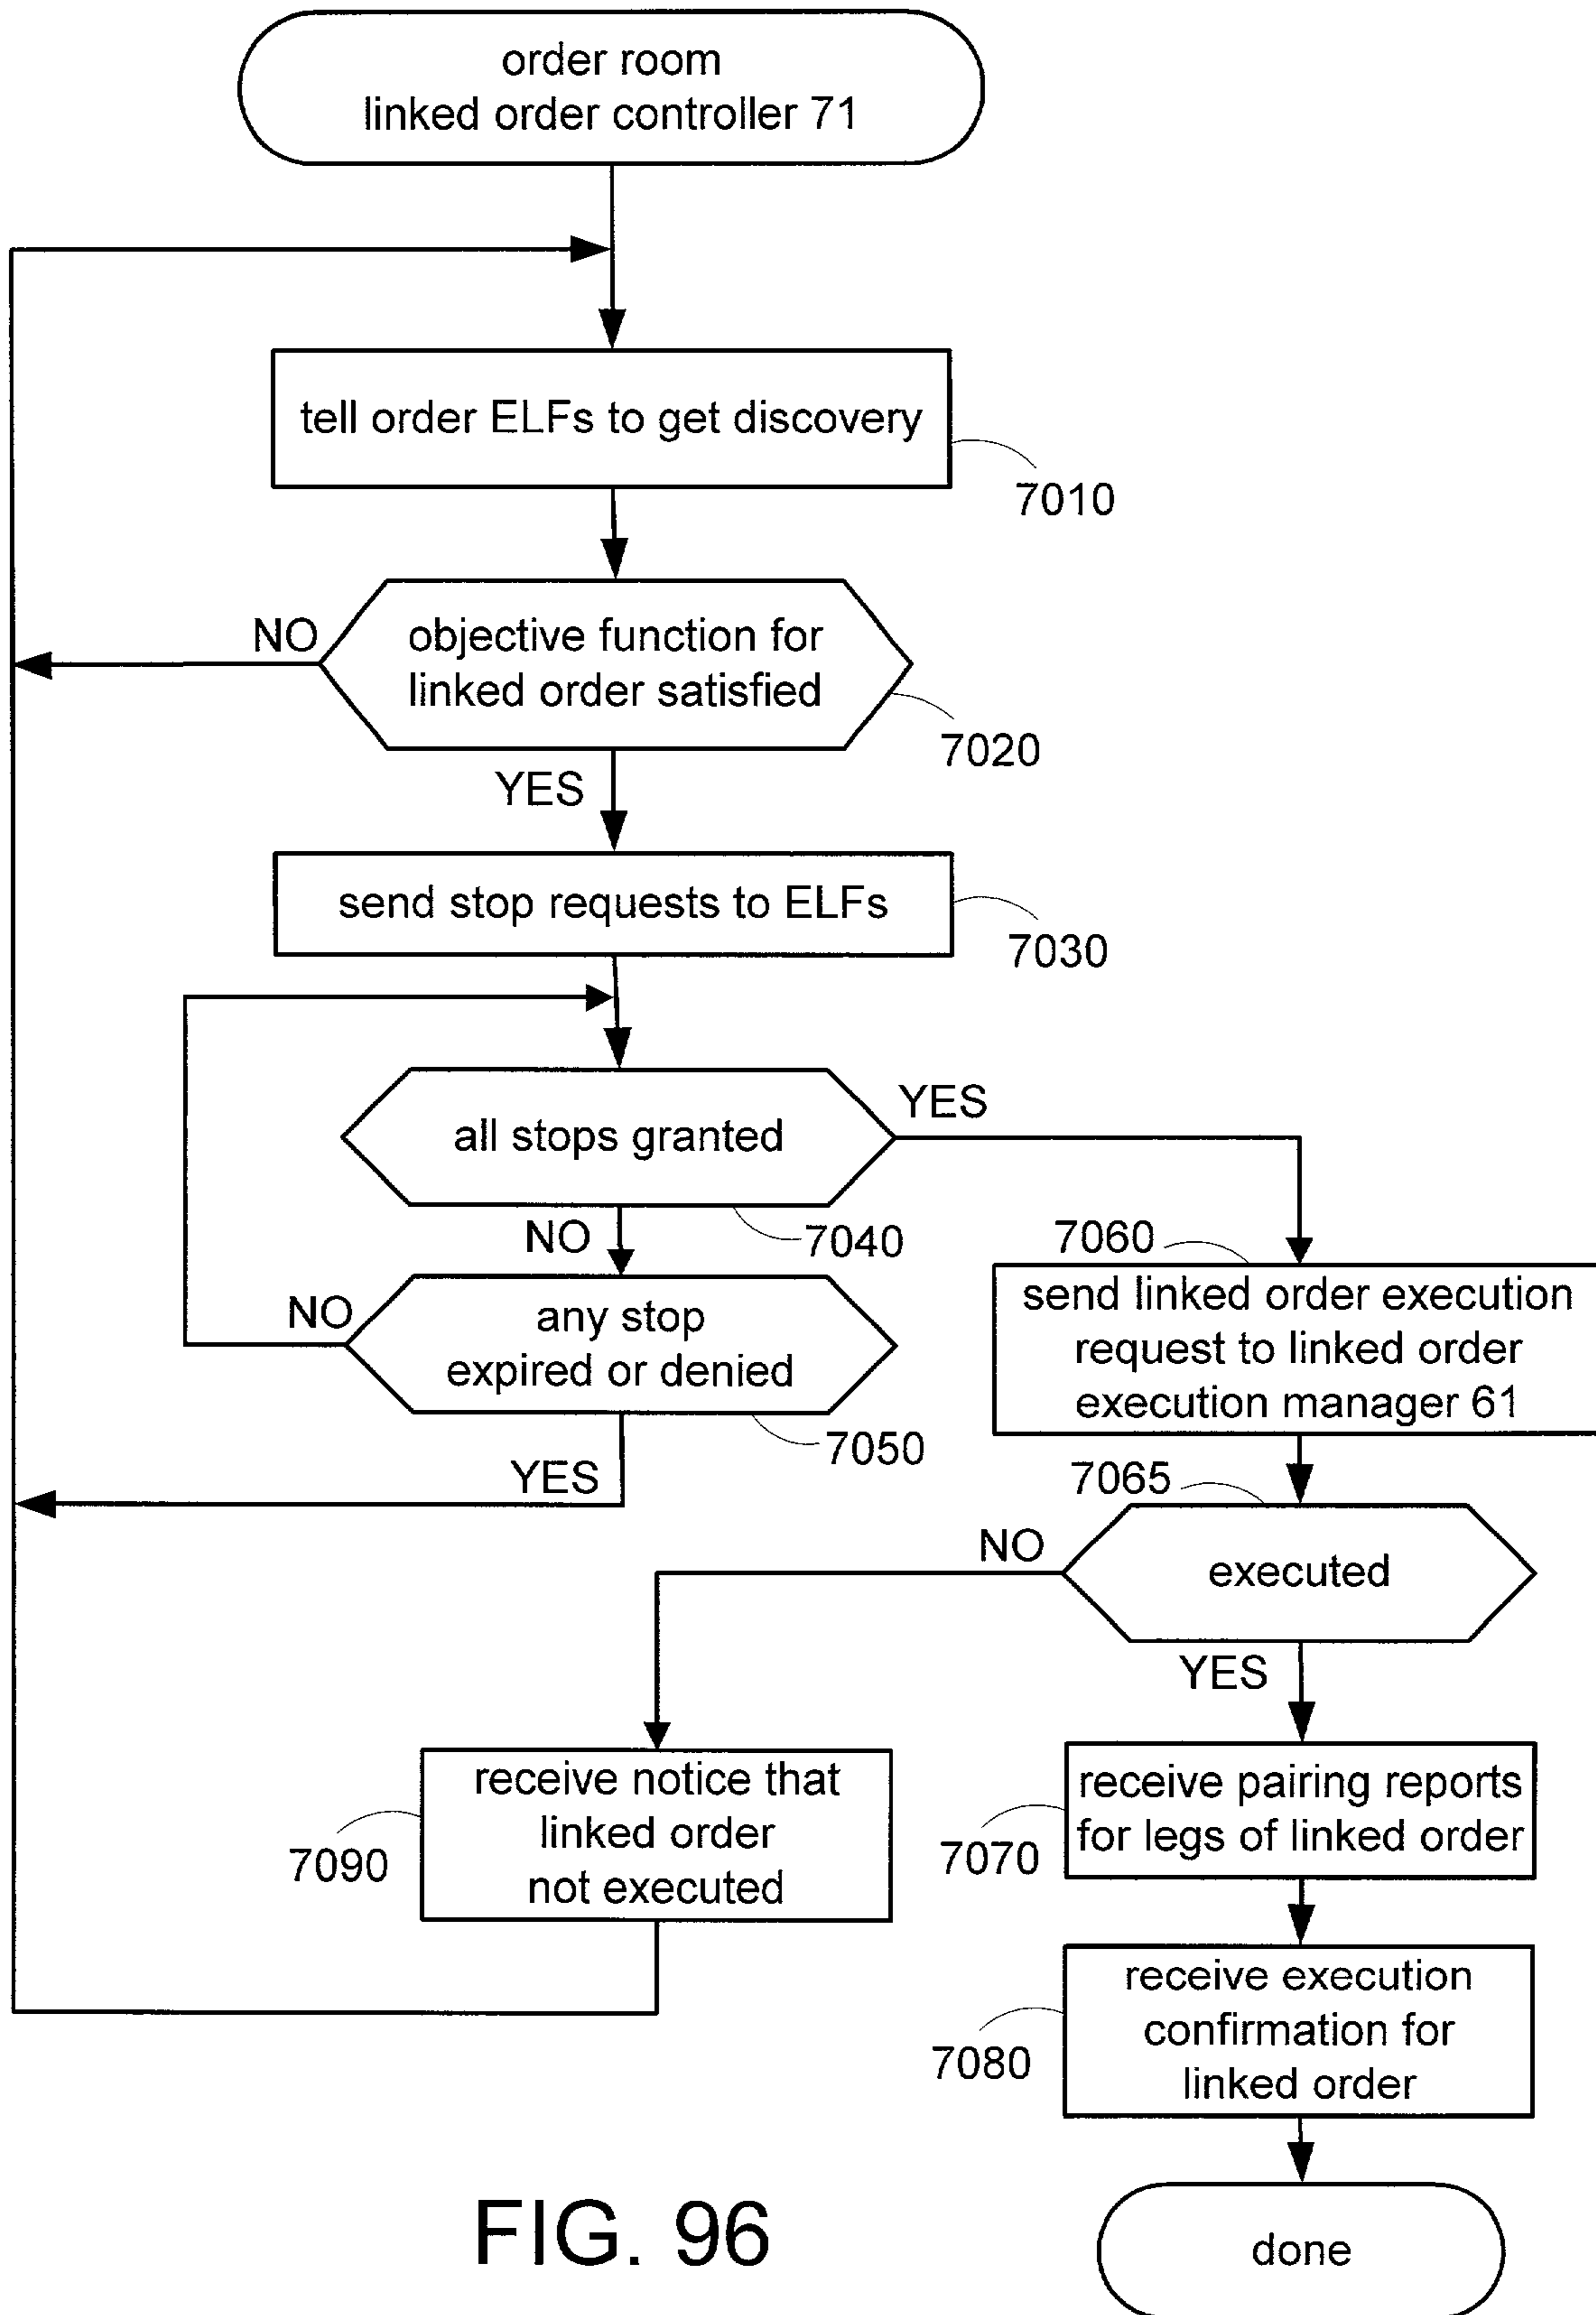 order room
linked order controller 71
tell order ELFs to get discovery
7010
NO
objective function for
linked order satisfied
7020
YES
send stop requests to ELFs
7030
all stops granted
YES
7040
NO
NO
any stop
expired or denied
7050
YES
7060
send linked order execution
request to linked order
execution manager 61
7065
NO
executed
YES
receive notice that
linked order
not executed
7090
receive pairing reports
for legs of linked order
7070
receive execution
confirmation for
linked order
7080
done
FIG. 96